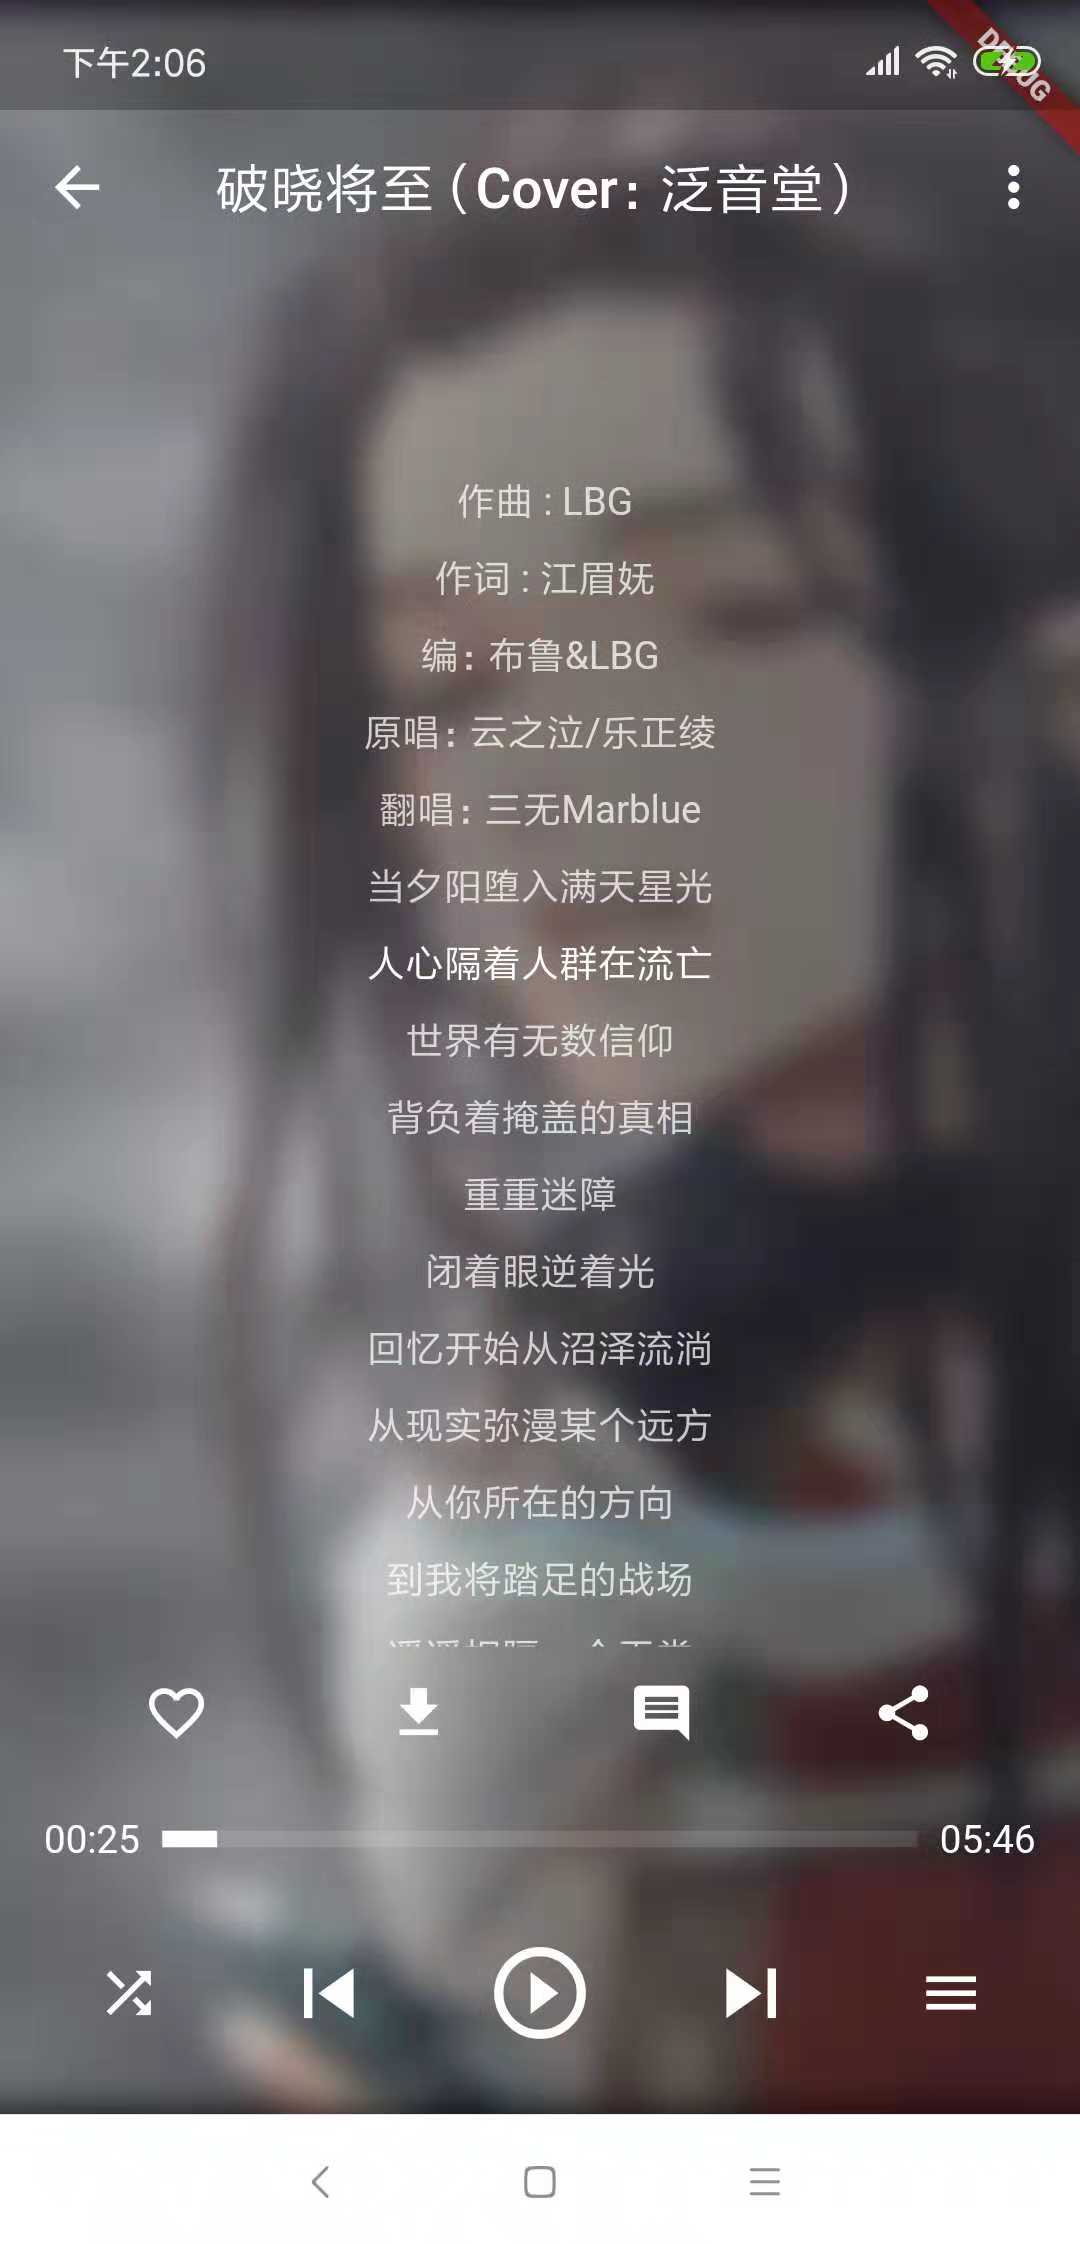 下午2:06
DEBUG
破晓将至（Cover：泛音堂）
作曲 : LBG
作词 : 江眉妩
编：布鲁&LBG
原唱：云之泣/乐正绫
翻唱：三无Marblue
当夕阳堕入满天星光
人心隔着人群在流亡
世界有无数信仰
背负着掩盖的真相
重重迷障
闭着眼逆着光
回忆开始从沼泽流淌
从现实弥漫某个远方
从你所在的方向
到我将踏足的战场
00:25
05:46